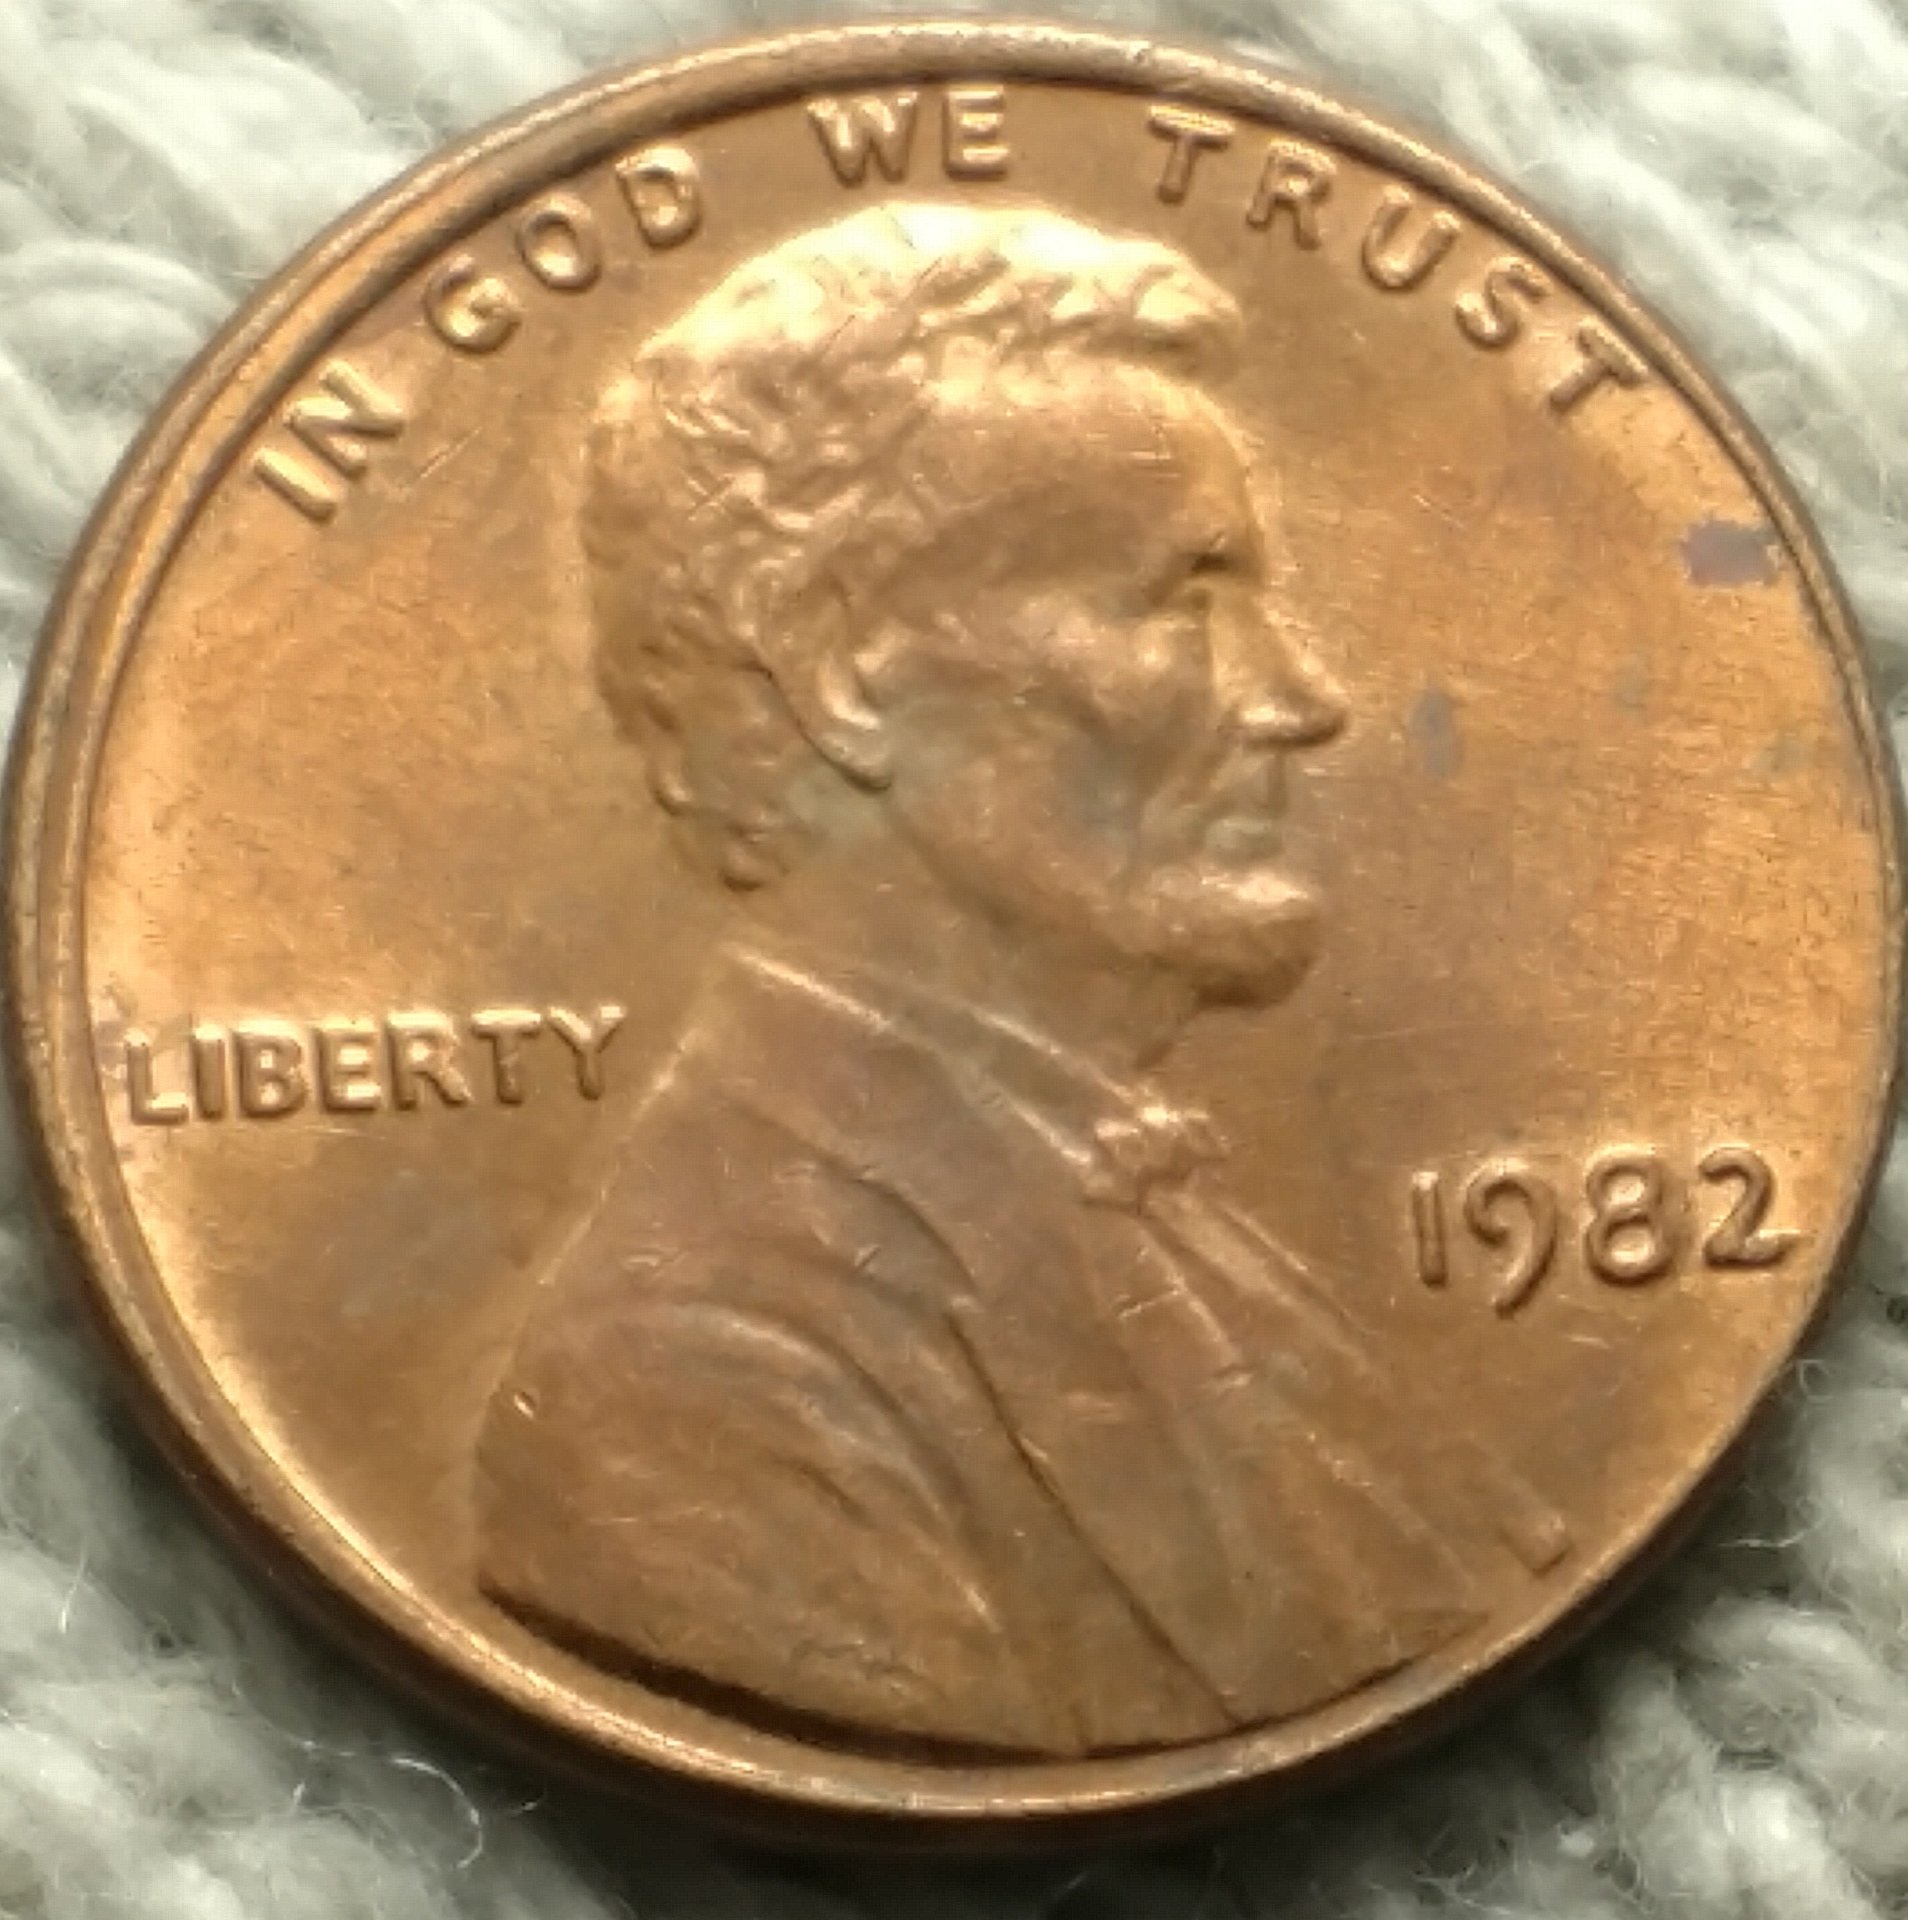 IN GOD WE TRUST
LIBERTY
1982